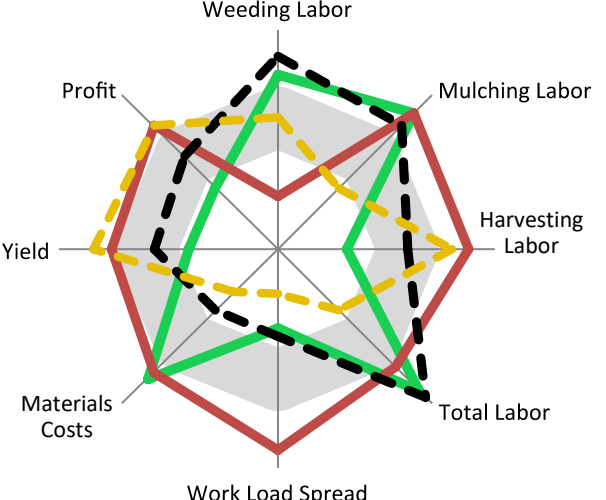 Weeding Labor
Profit
Mulching Labor
Harvesting
Labor
Yield
Materials
Costs
Total Labor
Work Load Spread